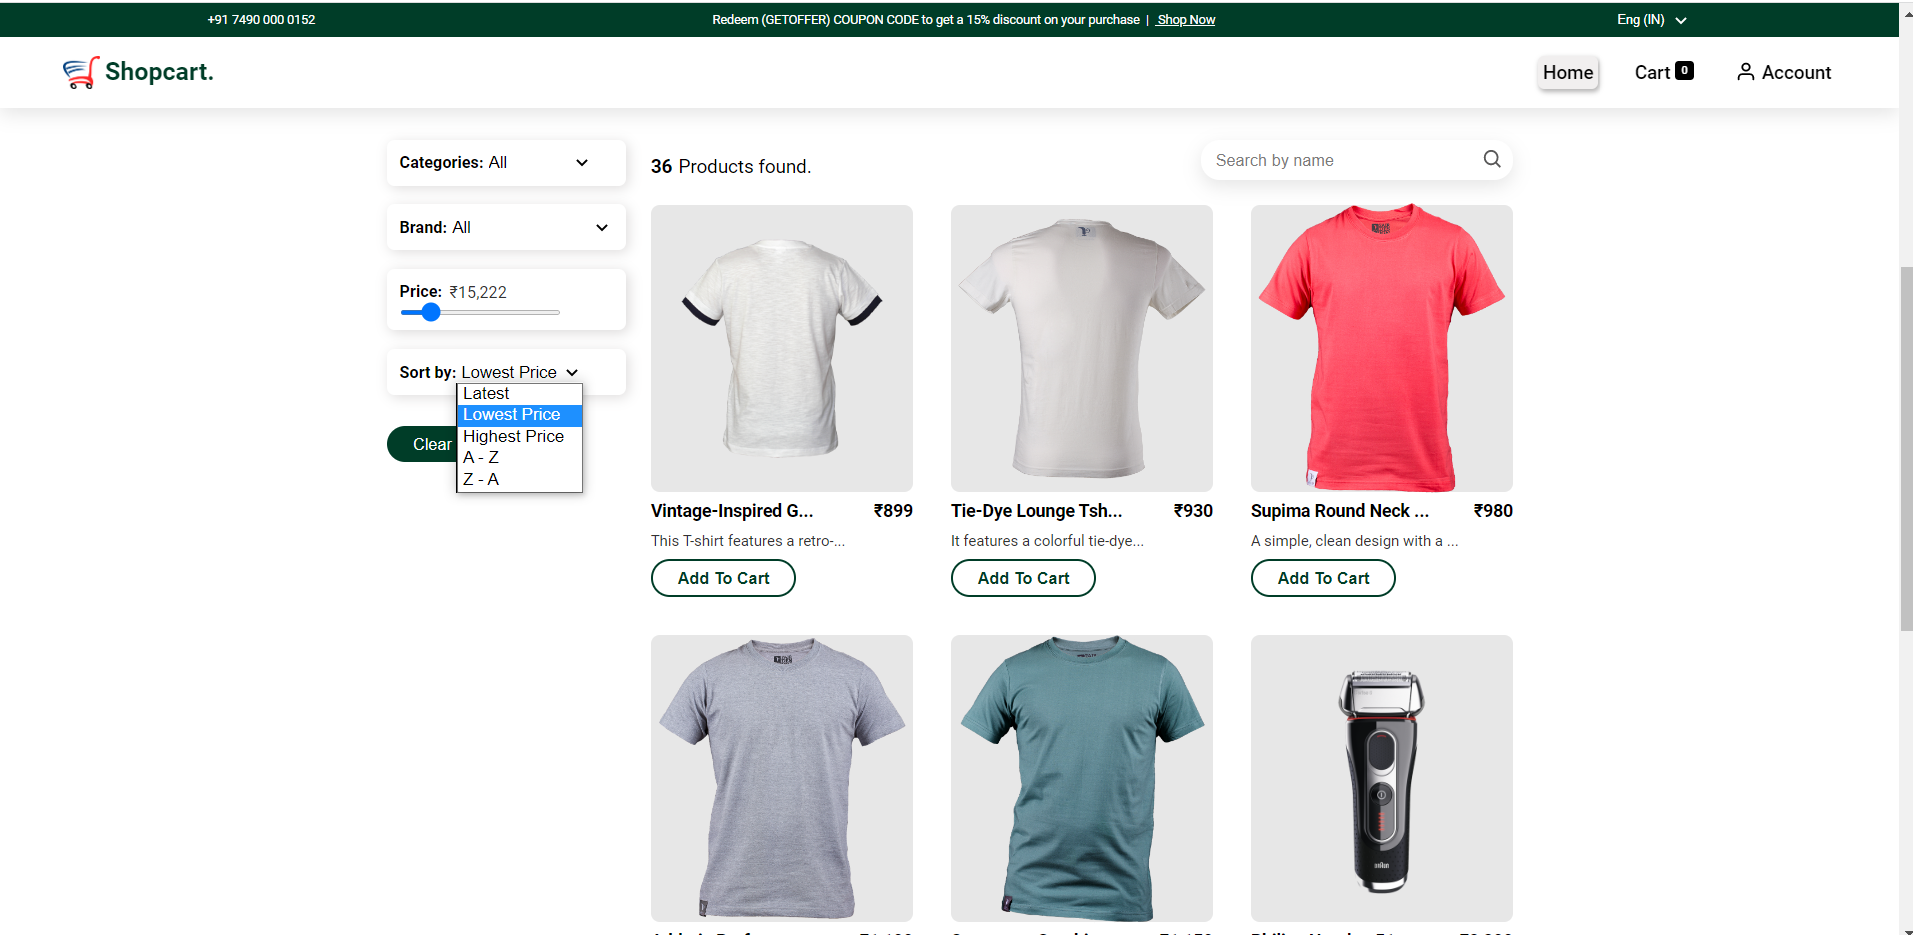 +91 7490 000 0152
Redeem (GETOFFER) COUPON CODE to get a 15% discount on your purchase | Shop Now
Eng (IN)
Shopcart.
Home
Cart 0
Account
Categories: All
Brand: All
Price: ₹15,222
Sort by: Lowest Price
Latest
Lowest Price
Highest Price
A - Z
Z - A
Clear
36 Products found.
Search by name
Vintage-Inspired G... ₹899
This T-shirt features a retro-...
Add To Cart
Tie-Dye Lounge Tsh... ₹930
It features a colorful tie-dye...
Add To Cart
Supima Round Neck ... ₹980
A simple, clean design with a ...
Add To Cart